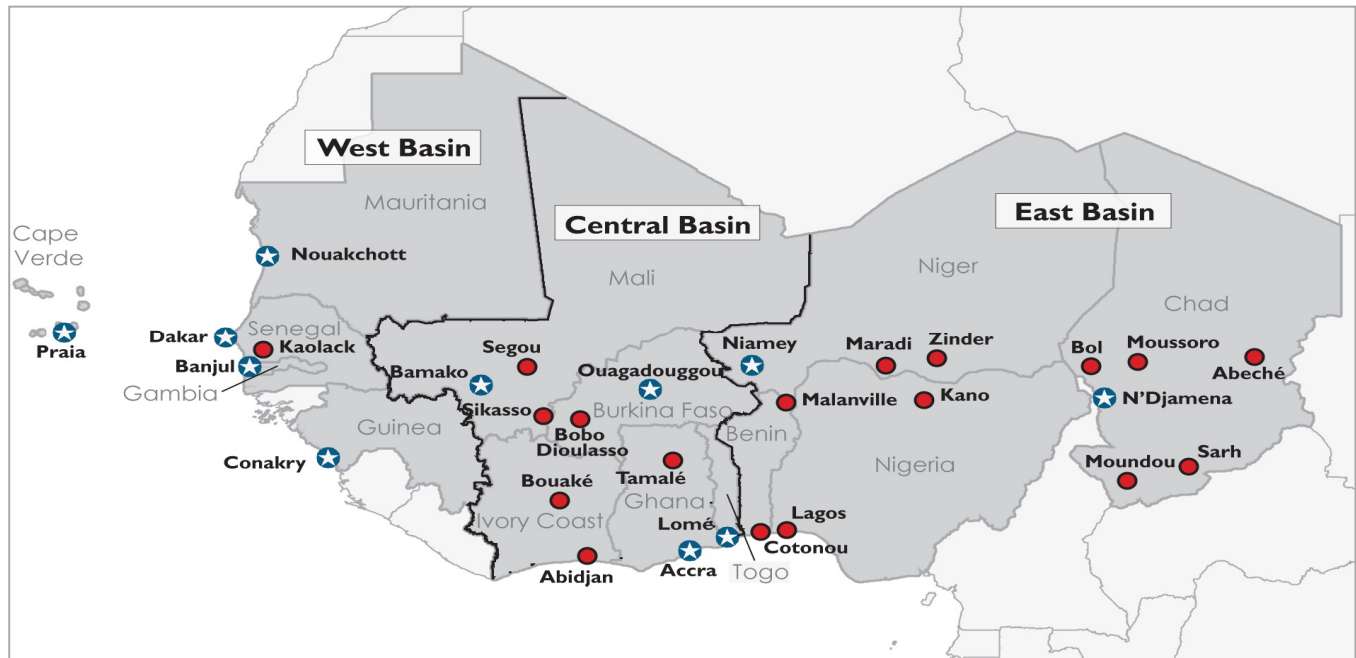 West Basin
Mauritania
Central Basin
East Basin
Cape
Verde
Nouakchott
Mali
Niger
Chad
Dakar
Senegal
Kaolack
Praia
Banjul
Gambia
Segou
Bamako
Ouagadouggou
Niamey
Maradi
Zinder
Bol
Moussoro
Abeché
Sikasso
Burkina Faso
Malanville
Kano
N'Djamena
Guinea
Bobo
Dioulasso
Benin
Conakry
Bouaké
Tamalé
Nigeria
Moundou
Sarh
Ivory Coast
Ghana
Lomé
Lagos
Cotonou
Abidjan
Accra
Togo